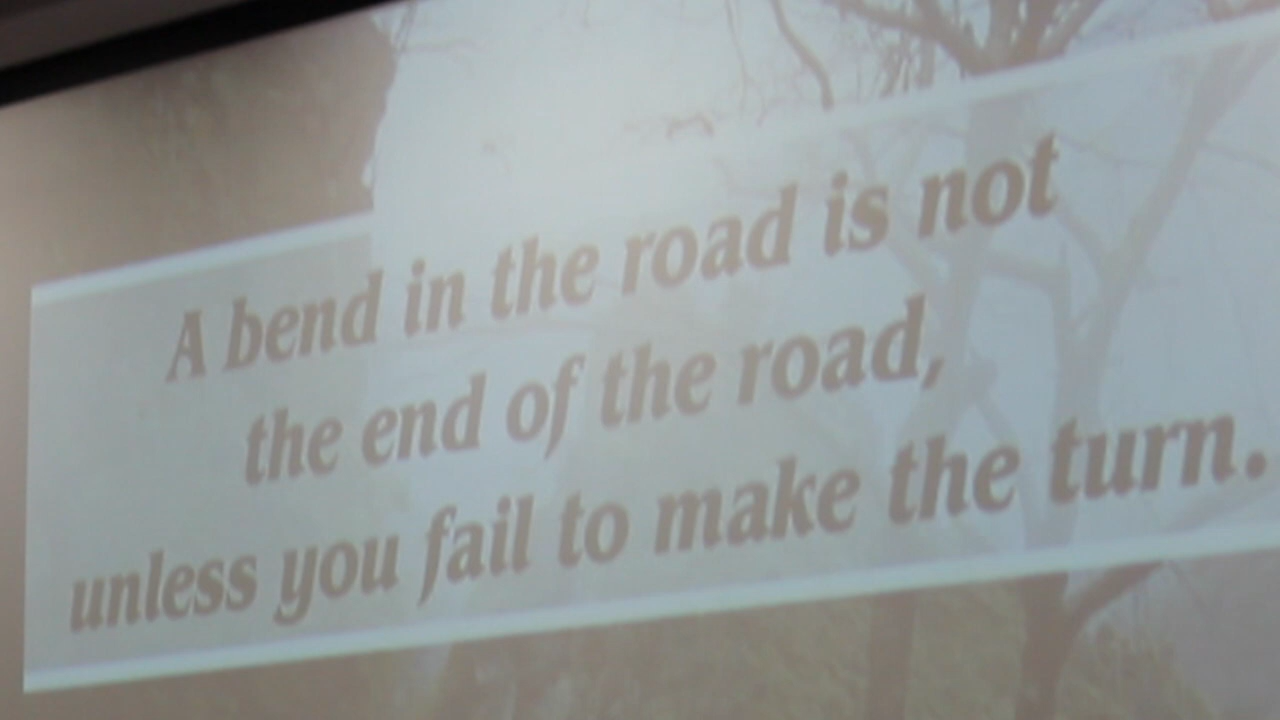 A bend in the road is not
the end of the road,
unless you fail to make the turn.